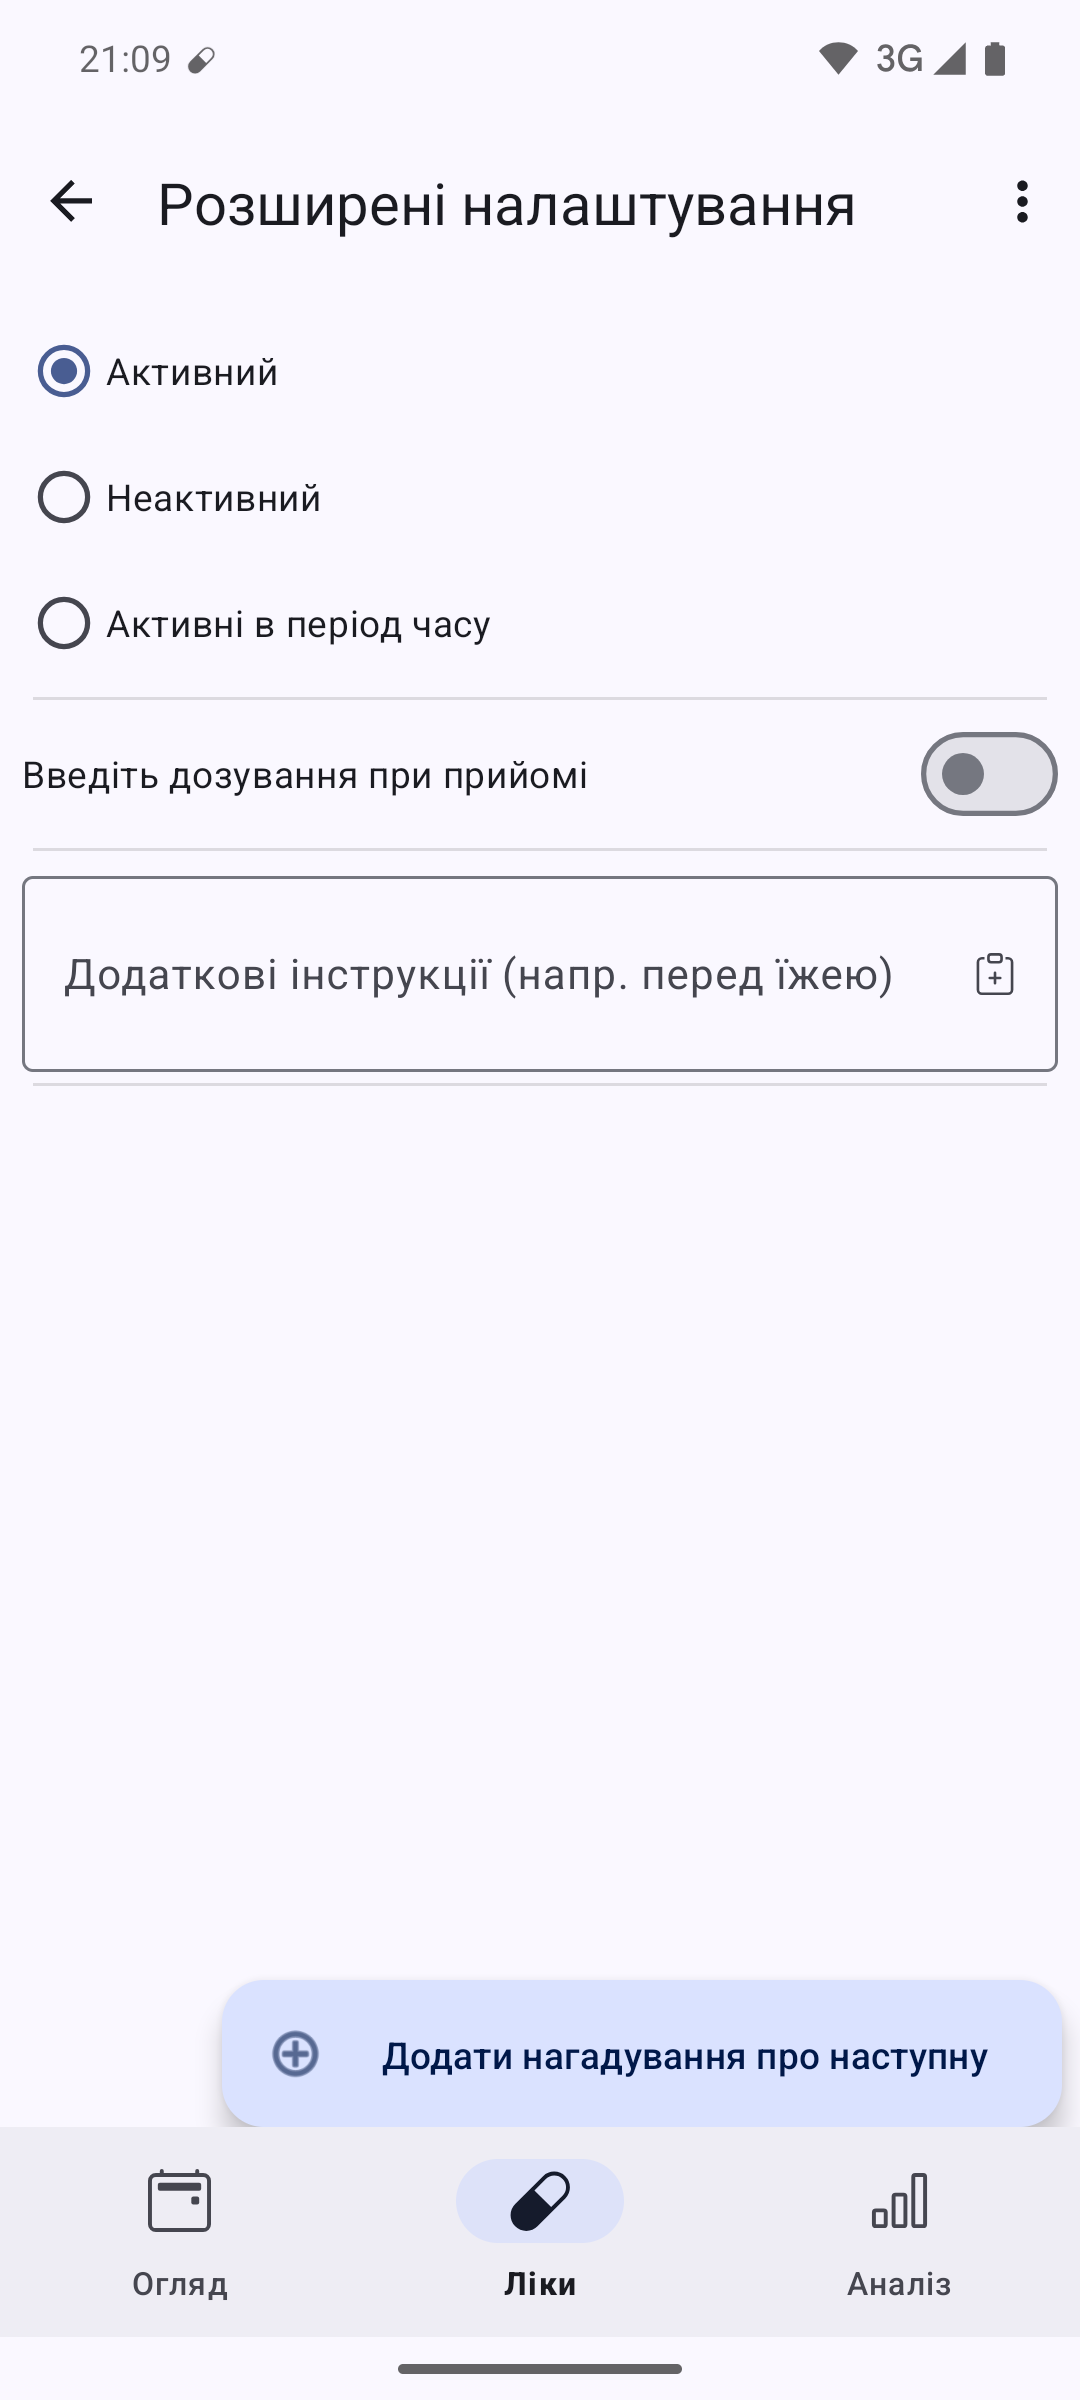 21:09
3G
Розширені налаштування
Активний
Неактивний
Активні в період часу
Введіть дозування при прийомі
Додаткові інструкції (напр. перед їжею)
Додати нагадування про наступну
Огляд
Ліки
Аналіз